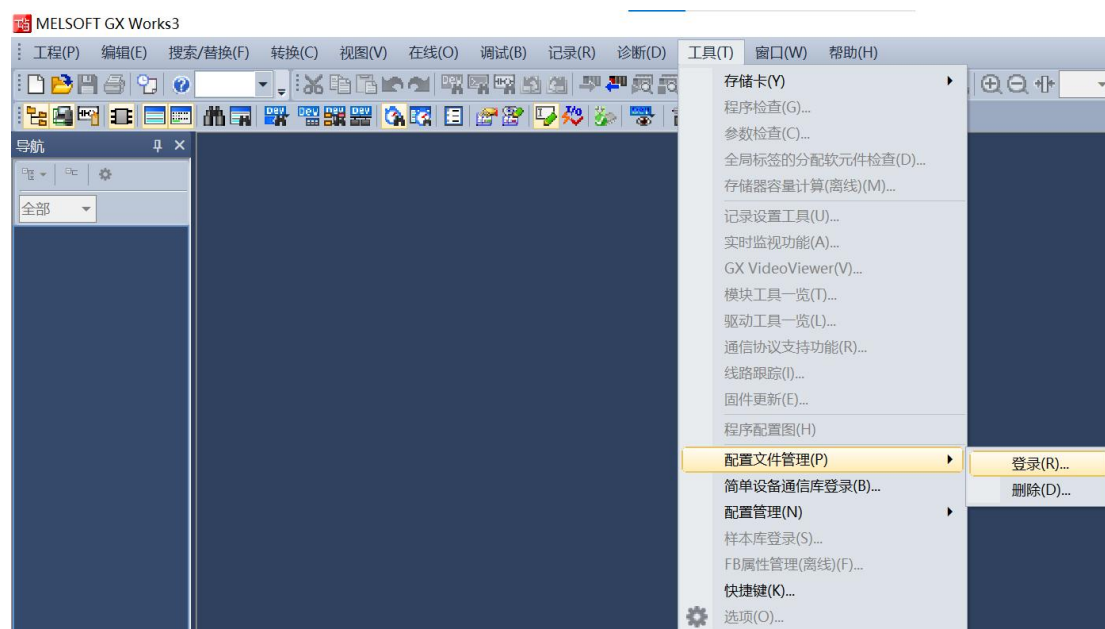 MELSOFT GX Works3
工程(P) 编辑(E) 搜索/替换(F) 转换(C) 视图(V) 在线(O) 调试(B) 记录(R) 诊断(D) 工具(T) 窗口(W) 帮助(H)
导航
全部
存储卡(Y)
程序检查(G)...
参数检查(C)...
全局标签的分配软元件检查(D)...
存储器容量计算(离线)(M)...
记录设置工具(U)...
实时监视功能(A)...
GX VideoViewer(V)...
模块工具一览(T)...
驱动工具一览(L)...
通信协议支持功能(R)...
线路跟踪(I)...
固件更新(E)...
程序配置图(H)
配置文件管理(P)
登录(R)...
简单设备通信库登录(B)...
删除(D)...
配置管理(N)
样本库登录(S)...
FB属性管理(离线)(F)...
快捷键(K)...
选项(O)...